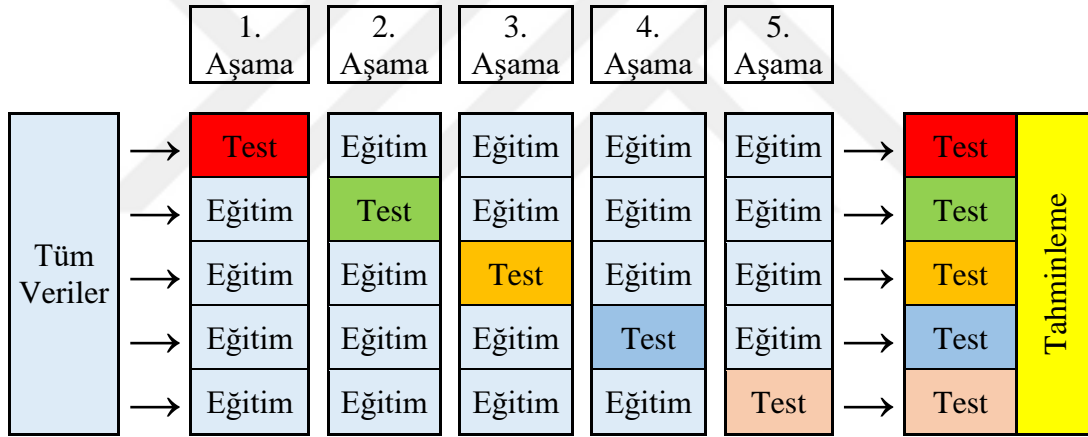 1. Aşama
2. Aşama
3. Aşama
4. Aşama
5. Aşama
Tüm Veriler
Test Eğitim Eğitim Eğitim Eğitim Test
Eğitim Test Eğitim Eğitim Eğitim Test
Eğitim Eğitim Test Eğitim Eğitim Test
Eğitim Eğitim Eğitim Test Eğitim Test
Eğitim Eğitim Eğitim Eğitim Test Test
Tahminleme